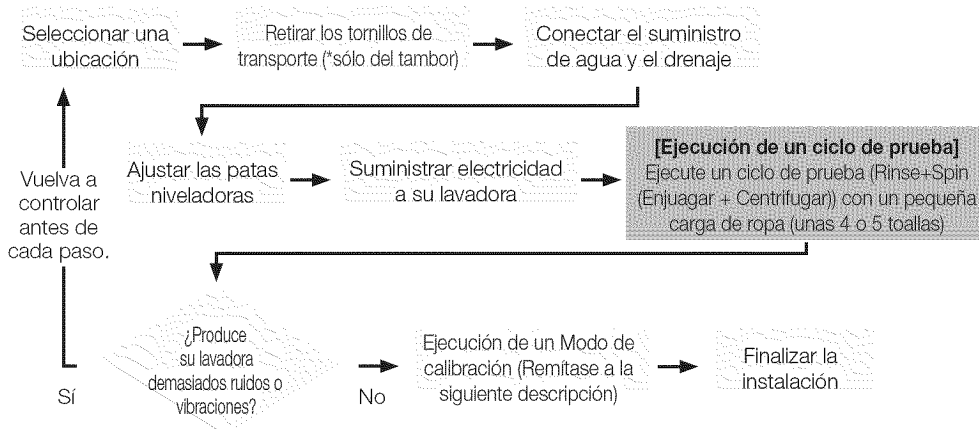 Seleccionar una
ubicación
Retirar los tornillos de
transporte (*sólo del tambor)
Conectar el suministro
de agua y el drenaje
Ajustar las patas
niveladoras
Suministrar electricidad
a su lavadora
[Ejecución de un ciclo de prueba]
Ejecute un ciclo de prueba (Rinse+Spin
(Enjuagar + Centrifugar)) con un pequeña
carga de ropa (unas 4 o 5 toallas)
Vuelva a
controlar
antes de
cada paso.
¿Produce
su lavadora
demasiados ruidos o
vibraciones?
Sí
No
Ejecución de un Modo de
calibración (Remítase a la
siguiente descripción)
Finalizar la
instalación